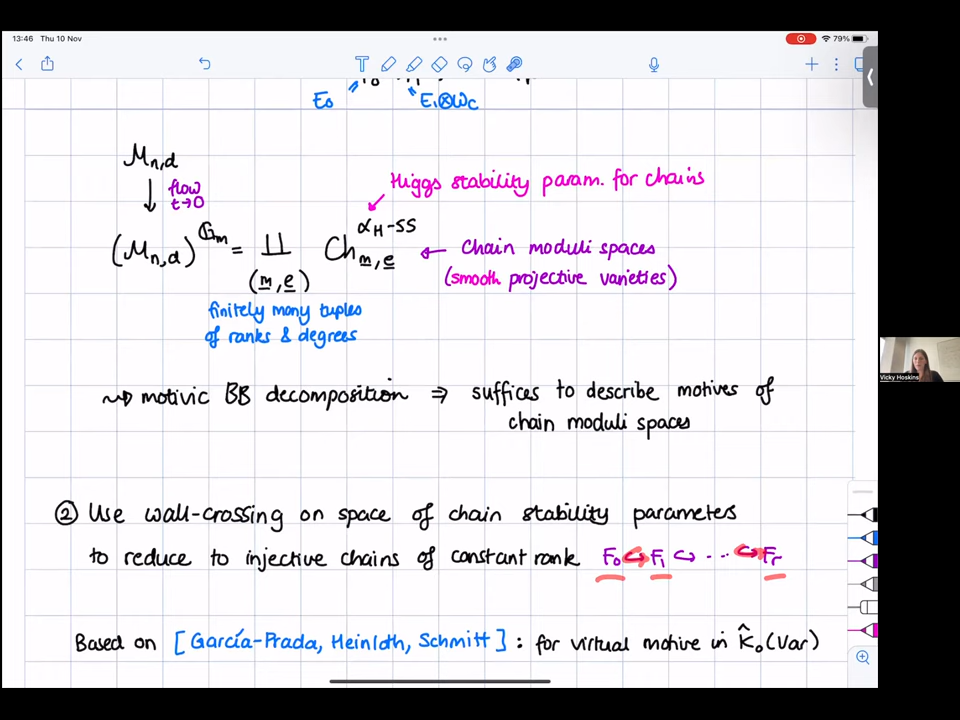 13:46 Thu 10 Nov
79%
E₀
E₁⊗ω_C
M_{n,d}
flow
t→0
Higgs stability param. for chains
(M_{n,d})^{G_m} = ∐ Ch_{m,e}^{α_H-ss} ← Chain moduli spaces
(m,e)
(smooth projective varieties)
finitely many tuples
of ranks & degrees
⇝ motivic BB decomposition ⇒ suffices to describe motives of
chain moduli spaces
② Use wall-crossing on space of chain stability parameters
to reduce to injective chains of constant rank F₀ ↪ F₁ ↪ ... ↪ Fᵣ
Based on [García-Prada, Heinloth, Schmitt] : for virtual motive in K̂₀(Var)
Vicky Hoskins